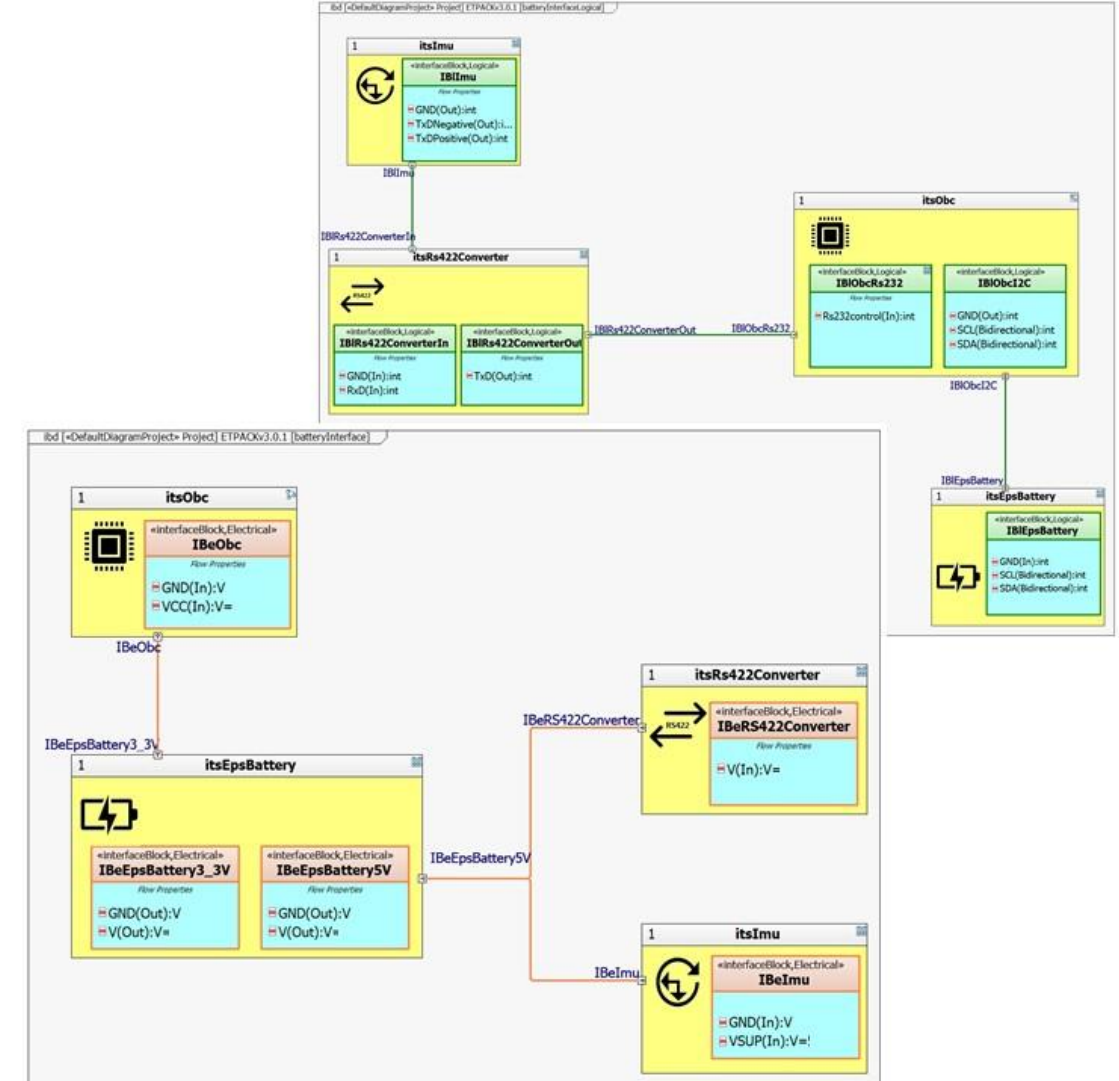 ibd [«DefaultDiagramProject» Project] ETPACKv3.0.1 [batteryInterfaceLogical]
1 itsImu
«interfaceBlock,Logical»
IBlImu
Flow Properties
GND(Out):int
TxDNegative(Out):i...
TxDPositive(Out):int
IBlImu
IBlRs422ConverterIn
1 itsRs422Converter
RS422
«interfaceBlock,Logical»
IBlRs422ConverterIn
Flow Properties
GND(In):int
RxD(In):int
«interfaceBlock,Logical»
IBlRs422ConverterOut
Flow Properties
TxD(Out):int
IBlRs422ConverterOut
IBlObcRs232
1 itsObc
«interfaceBlock,Logical»
IBlObcRs232
Flow Properties
Rs232control(In):int
«interfaceBlock,Logical»
IBlObcI2C
GND(Out):int
SCL(Bidirectional):int
SDA(Bidirectional):int
IBlObcI2C
IBlEpsBattery
1 itsEpsBattery
«interfaceBlock,Logical»
IBlEpsBattery
GND(In):int
SCL(Bidirectional):int
SDA(Bidirectional):int
ibd [«DefaultDiagramProject» Project] ETPACKv3.0.1 [batteryInterface]
1 itsObc
«interfaceBlock,Electrical»
IBeObc
Flow Properties
GND(In):V
VCC(In):V=
IBeObc
IBeEpsBattery3_3V
1 itsEpsBattery
«interfaceBlock,Electrical»
IBeEpsBattery3_3V
Flow Properties
GND(Out):V
V(Out):V=
«interfaceBlock,Electrical»
IBeEpsBattery5V
Flow Properties
GND(Out):V
V(Out):V=
IBeEpsBattery5V
IBeRS422Converter
1 itsRs422Converter
RS422
«interfaceBlock,Electrical»
IBeRS422Converter
Flow Properties
V(In):V=
IBeImu
1 itsImu
«interfaceBlock,Electrical»
IBeImu
Flow Properties
GND(In):V
VSUP(In):V=!